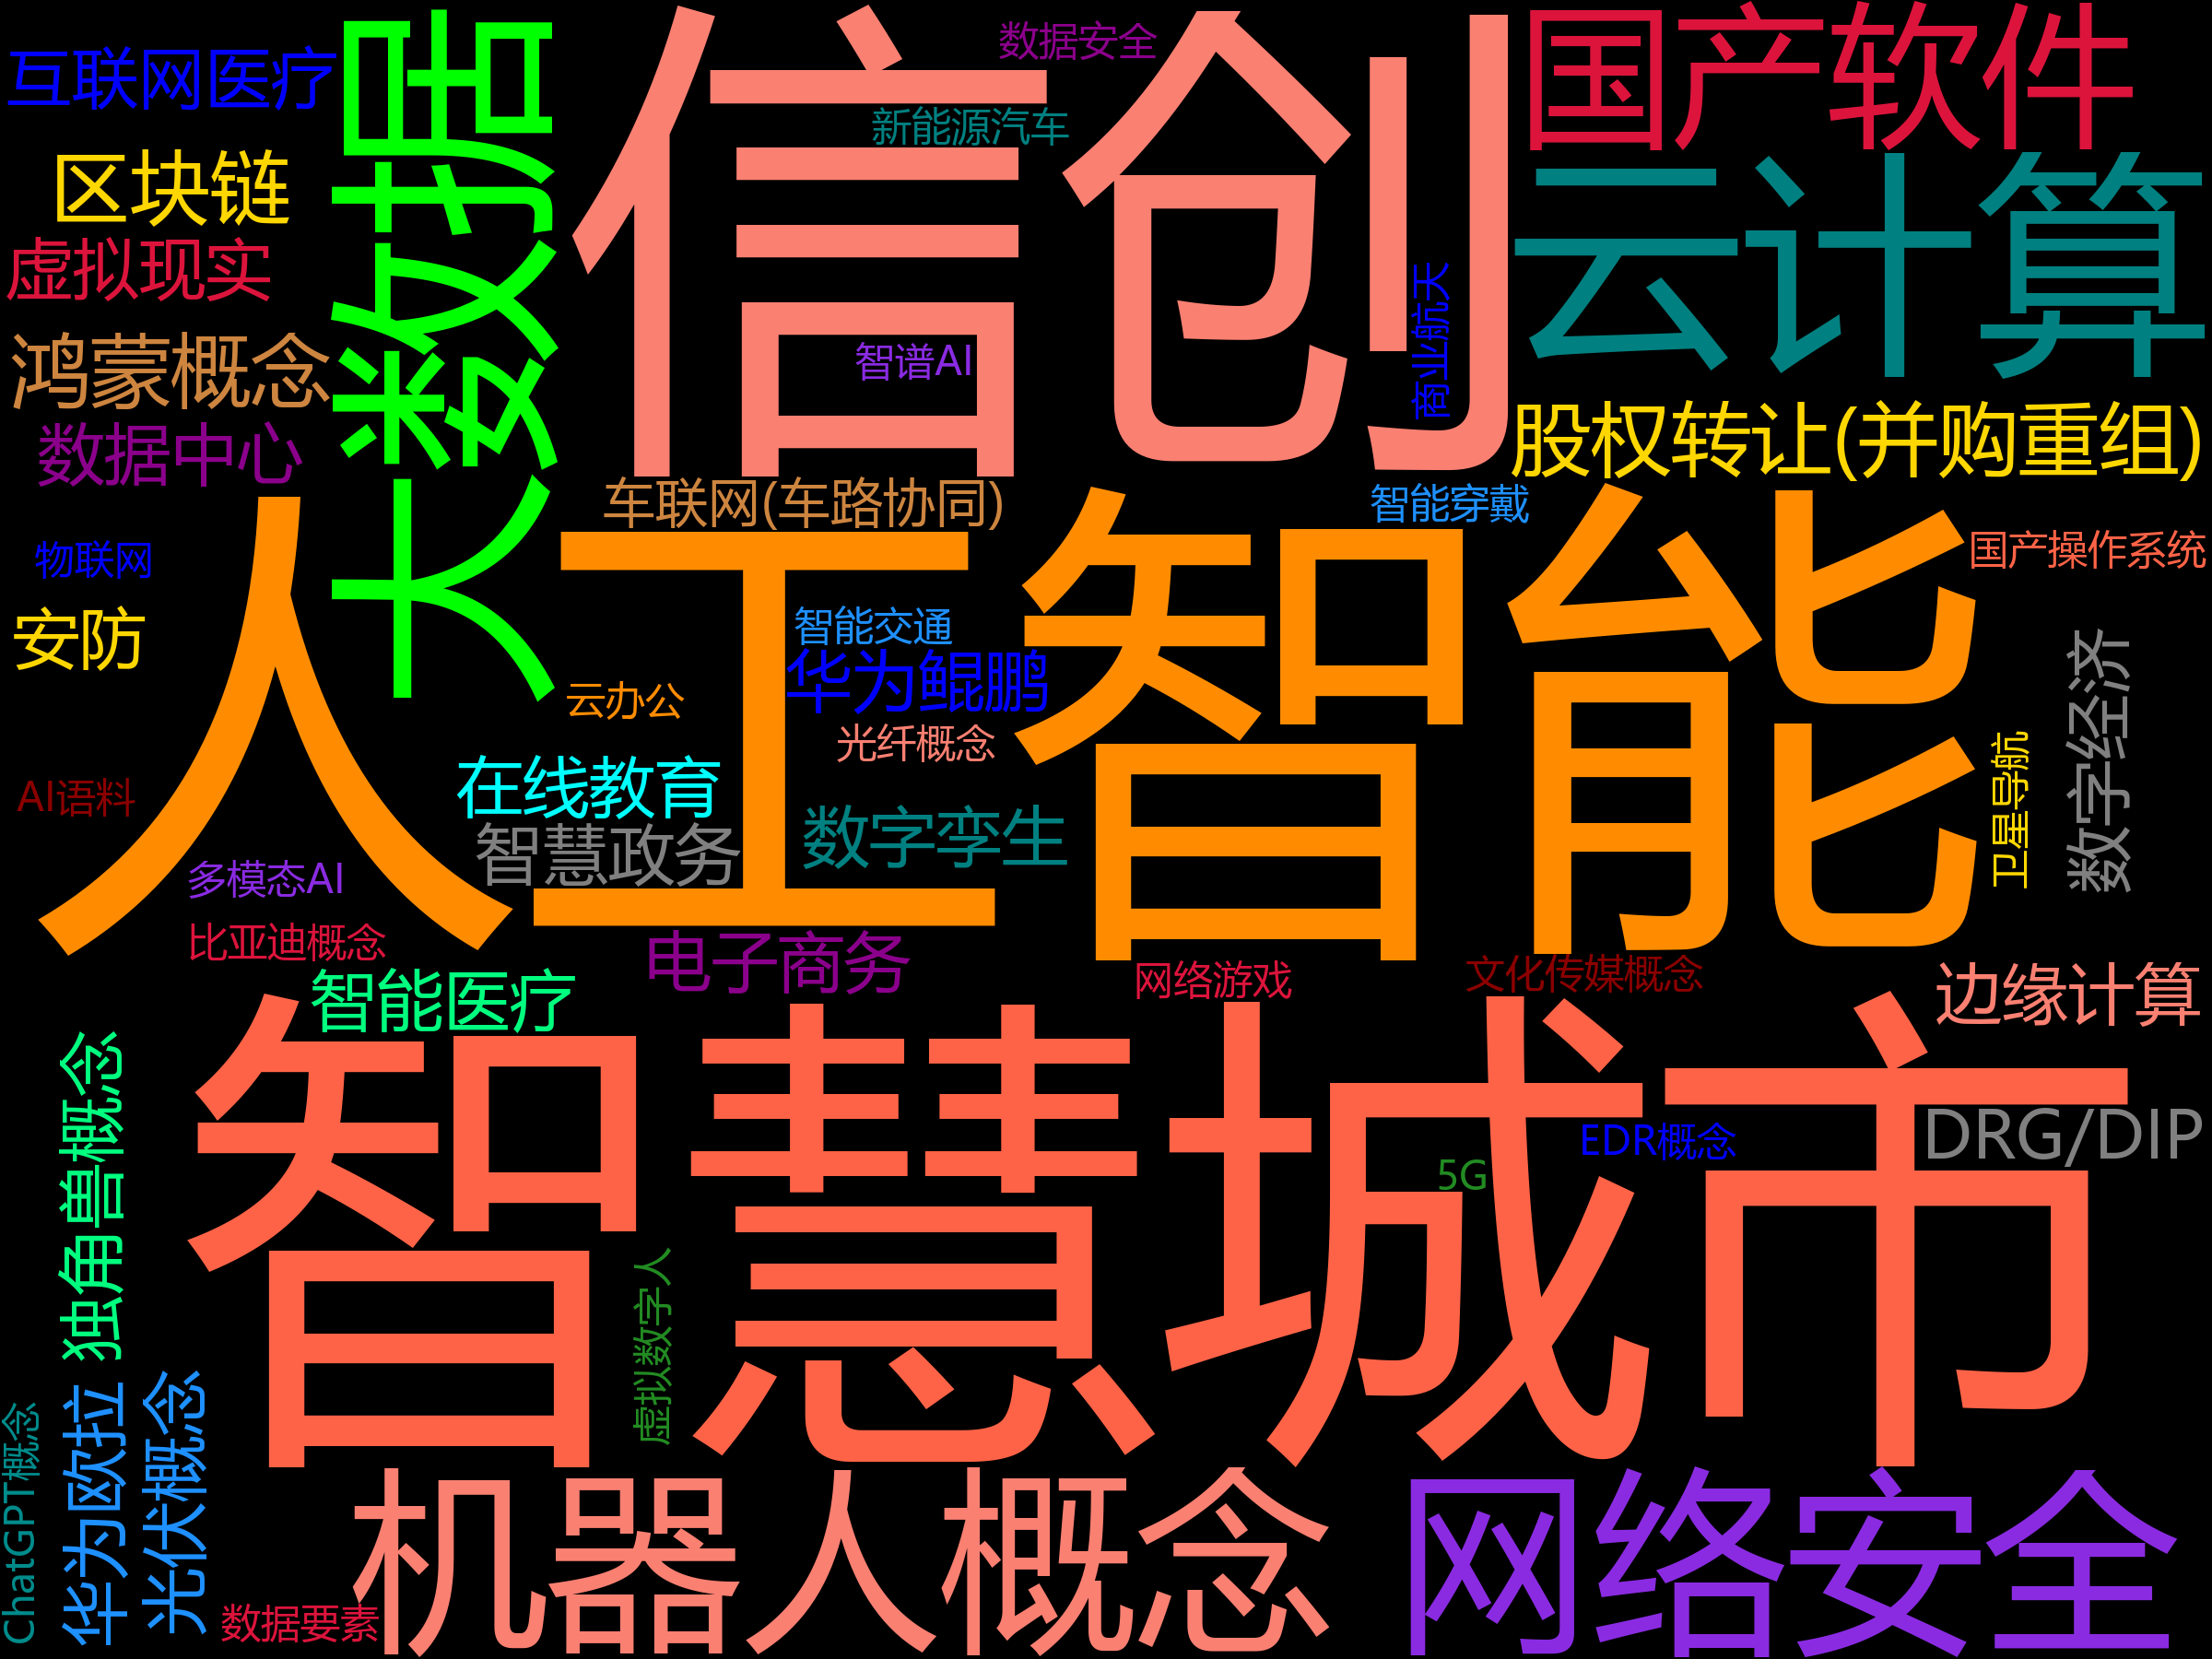 互联网医疗
区块链
虚拟现实
鸿蒙概念
数据中心
大数据
信创
数据安全
新能源汽车
智谱AI
商业航天
国产软件
云计算
股权转让(并购重组)
车联网(车路协同)
智能穿戴
国产操作系统
物联网
安防
人工智能
智能交通
华为鲲鹏
云办公
光纤概念
在线教育
数字孪生
智慧政务
AI语料
多模态AI
比亚迪概念
卫星导航
数字经济
智能医疗
电子商务
网络游戏
文化传媒概念
边缘计算
智慧城市
DRG/DIP
EDR概念
5G
独角兽概念
虚拟数字人
华为欧拉
光伏概念
ChatGPT概念
数据要素
机器人概念
网络安全